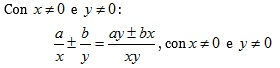 Con x ≠ 0 e y ≠ 0:
a/x ± b/y = (ay ± bx)/xy , con x ≠ 0 e y ≠ 0